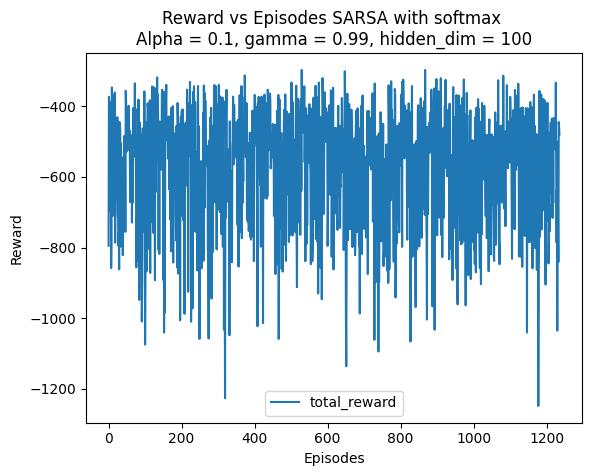 Reward vs Episodes SARSA with softmax
Alpha = 0.1, gamma = 0.99, hidden_dim = 100
Reward
−400
−600
−800
−1000
−1200
total_reward
0 200 400 600 800 1000 1200
Episodes